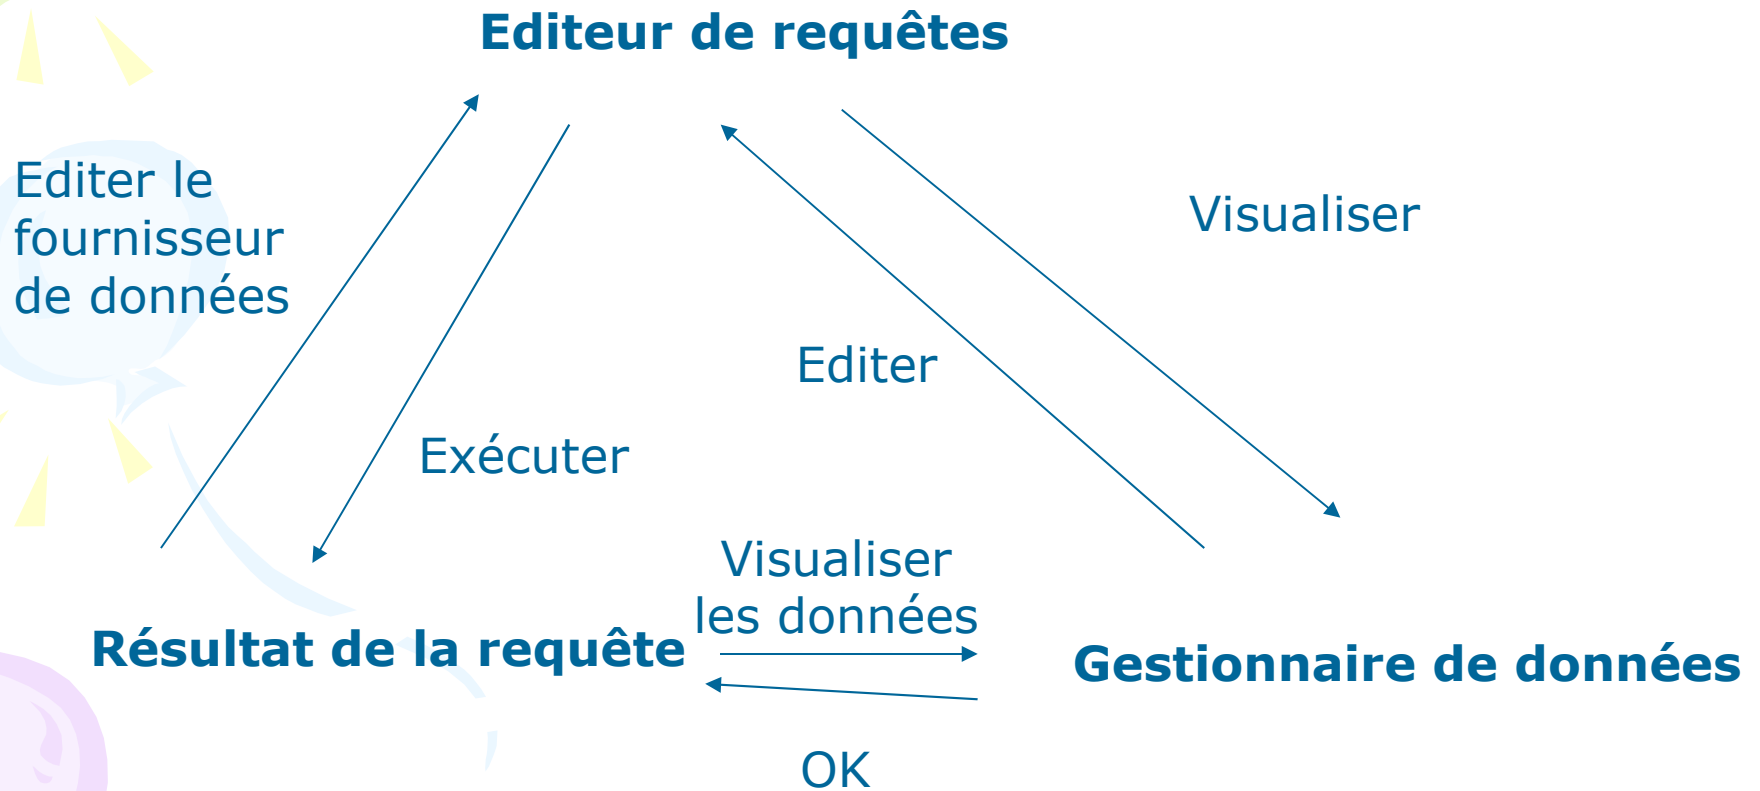 Editeur de requêtes
Editer le
fournisseur
de données
Visualiser
Editer
Exécuter
Visualiser
les données
Résultat de la requête
Gestionnaire de données
OK